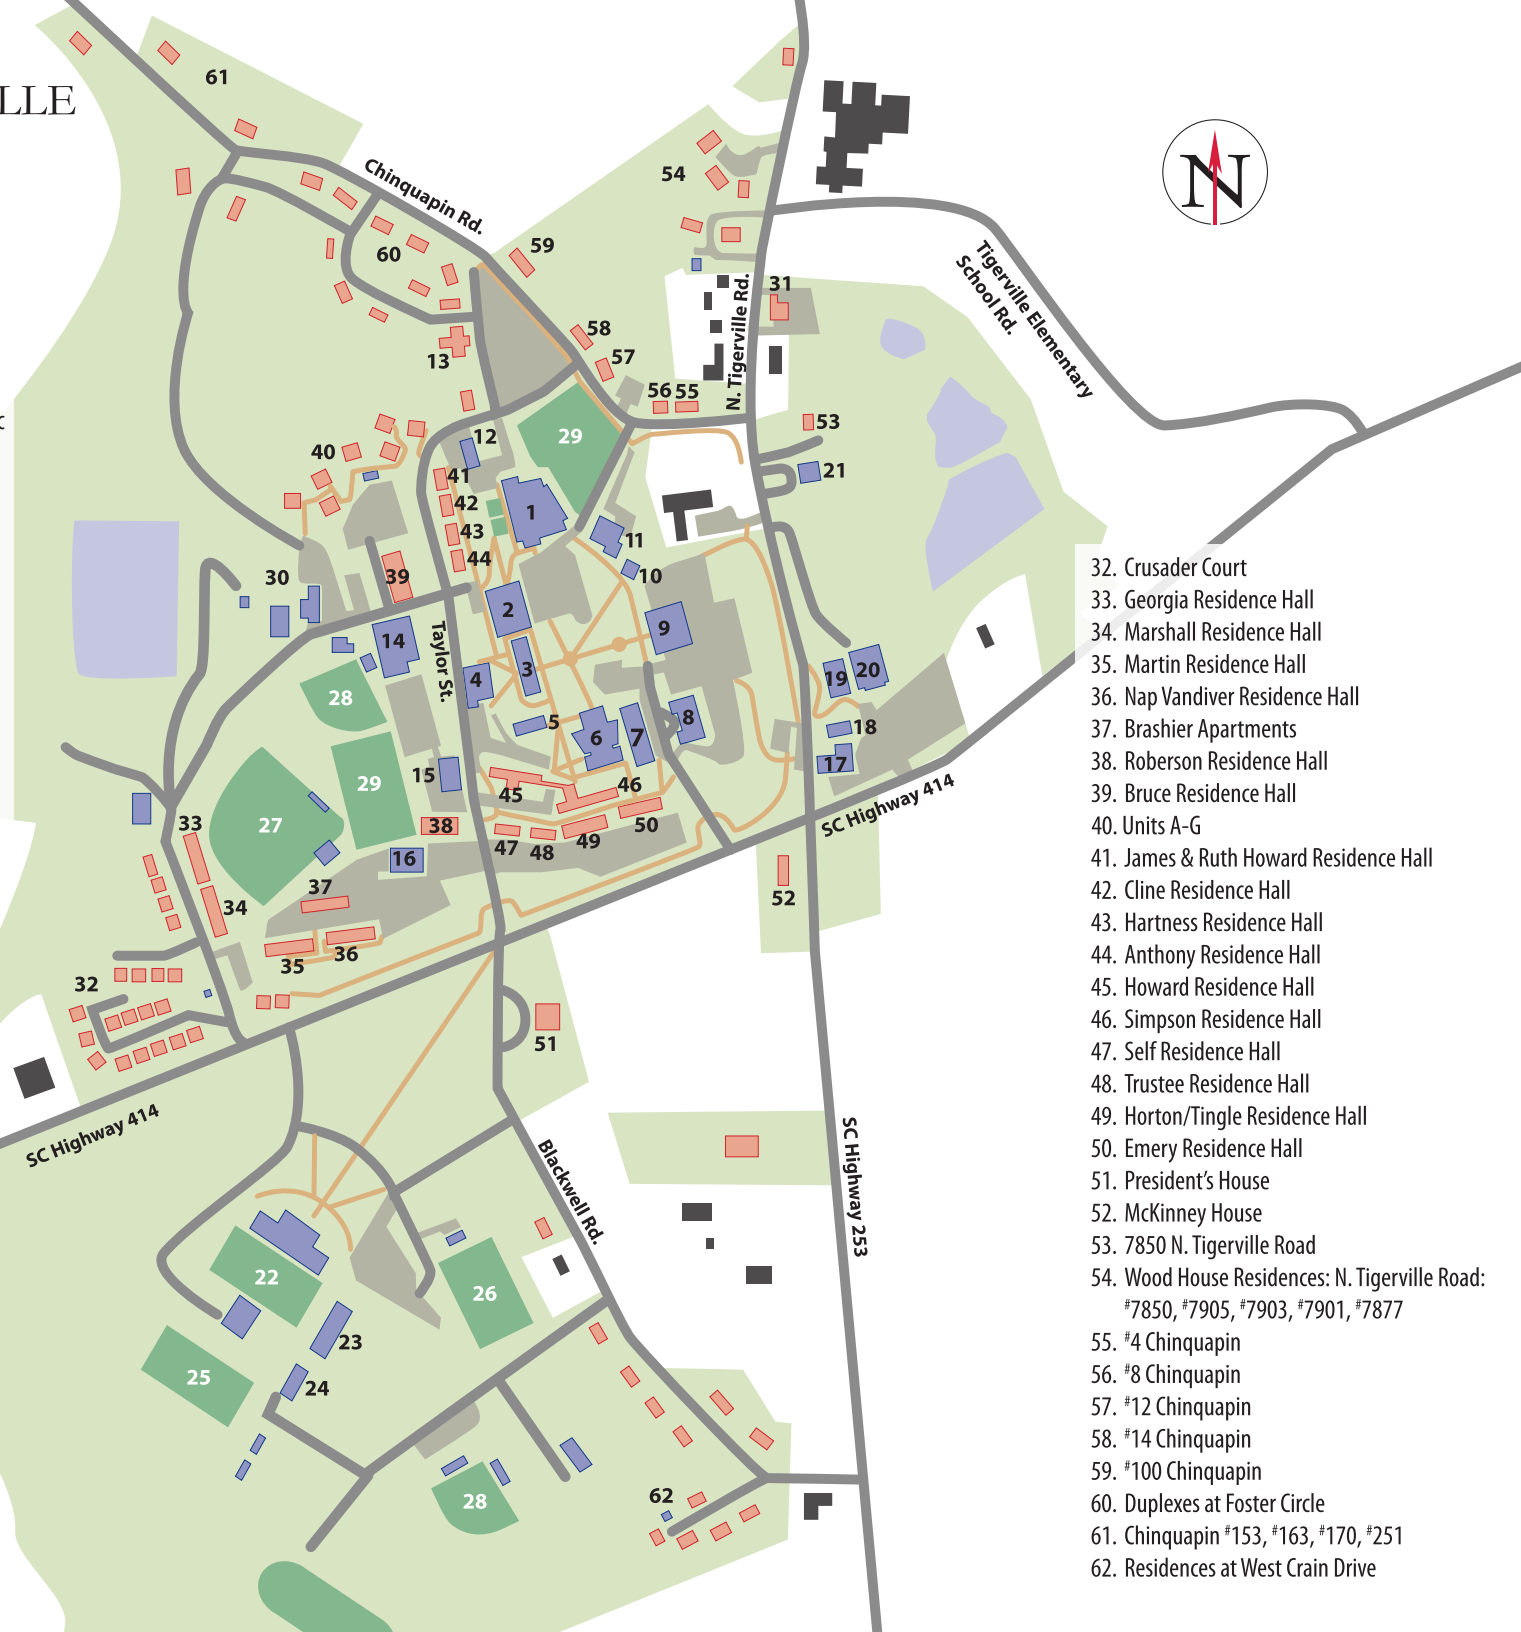 LLE
61
Chinquapin Rd.
54
60
59
31
N. Tigerville Rd.
Tigerville Elementary
School Rd.
N
58
57
13
56 55
53
12
29
40
21
41
42
1
43
11
44
10
39
30
2
9
14
Taylor St.
3
4
19
20
28
5
6
7
8
18
17
15
29
45
46
SC Highway 414
50
33
27
38
47
48
49
16
37
34
52
36
35
32
51
SC Highway 414
SC Highway 253
Blackwell Rd.
22
26
23
25
24
28
62
32. Crusader Court
33. Georgia Residence Hall
34. Marshall Residence Hall
35. Martin Residence Hall
36. Nap Vandiver Residence Hall
37. Brashier Apartments
38. Roberson Residence Hall
39. Bruce Residence Hall
40. Units A-G
41. James & Ruth Howard Residence Hall
42. Cline Residence Hall
43. Hartness Residence Hall
44. Anthony Residence Hall
45. Howard Residence Hall
46. Simpson Residence Hall
47. Self Residence Hall
48. Trustee Residence Hall
49. Horton/Tingle Residence Hall
50. Emery Residence Hall
51. President’s House
52. McKinney House
53. 7850 N. Tigerville Road
54. Wood House Residences: N. Tigerville Road:
#7850, #7905, #7903, #7901, #7877
55. #4 Chinquapin
56. #8 Chinquapin
57. #12 Chinquapin
58. #14 Chinquapin
59. #100 Chinquapin
60. Duplexes at Foster Circle
61. Chinquapin #153, #163, #170, #251
62. Residences at West Crain Drive